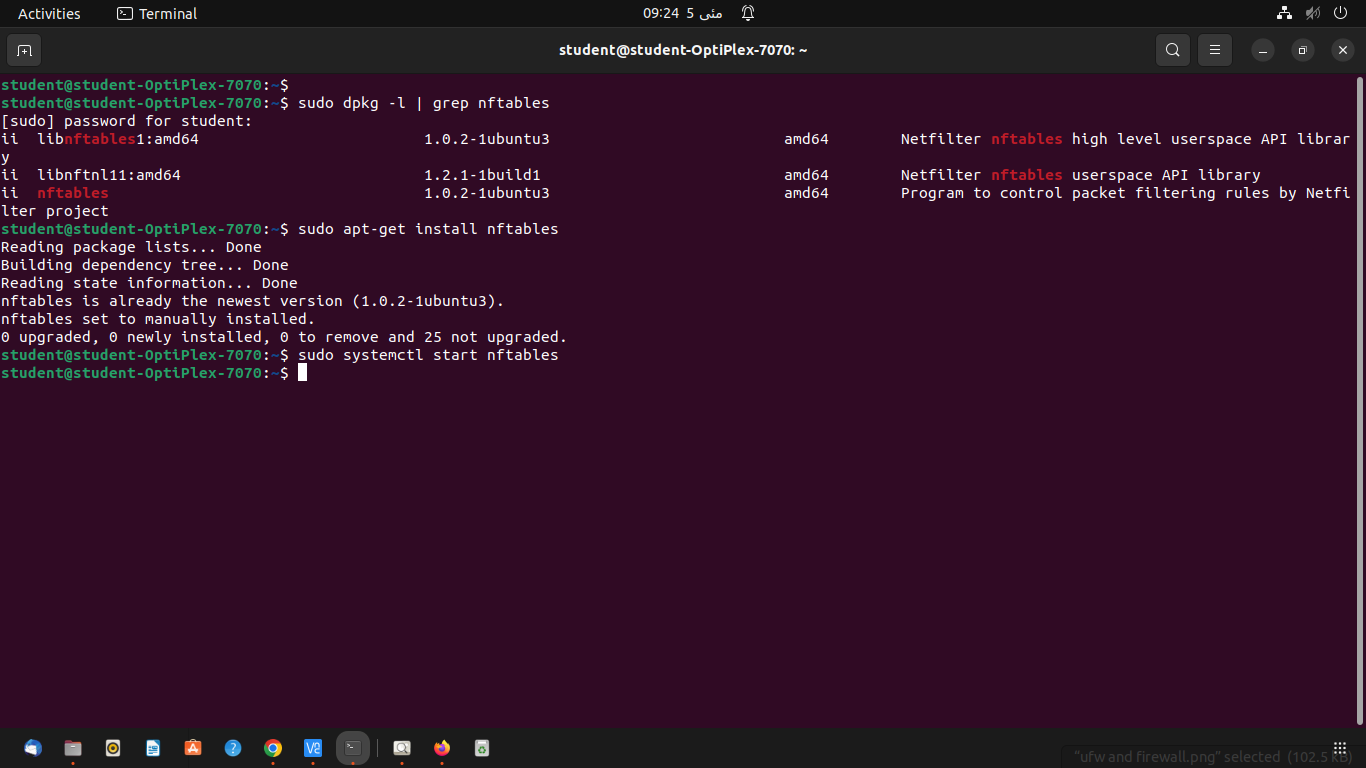 Activities
Terminal
09:24 5 مئی
student@student-OptiPlex-7070: ~
student@student-OptiPlex-7070:~$
student@student-OptiPlex-7070:~$ sudo dpkg -l | grep nftables
[sudo] password for student:
ii  libnftables1:amd64                         1.0.2-1ubuntu3                          amd64        Netfilter nftables high level userspace API librar
y
ii  libnftnl11:amd64                           1.2.1-1build1                           amd64        Netfilter nftables userspace API library
ii  nftables                                   1.0.2-1ubuntu3                          amd64        Program to control packet filtering rules by Netfi
lter project
student@student-OptiPlex-7070:~$ sudo apt-get install nftables
Reading package lists... Done
Building dependency tree... Done
Reading state information... Done
nftables is already the newest version (1.0.2-1ubuntu3).
nftables set to manually installed.
0 upgraded, 0 newly installed, 0 to remove and 25 not upgraded.
student@student-OptiPlex-7070:~$ sudo systemctl start nftables
student@student-OptiPlex-7070:~$
"ufw and firewall.png" selected (102.5 kB)